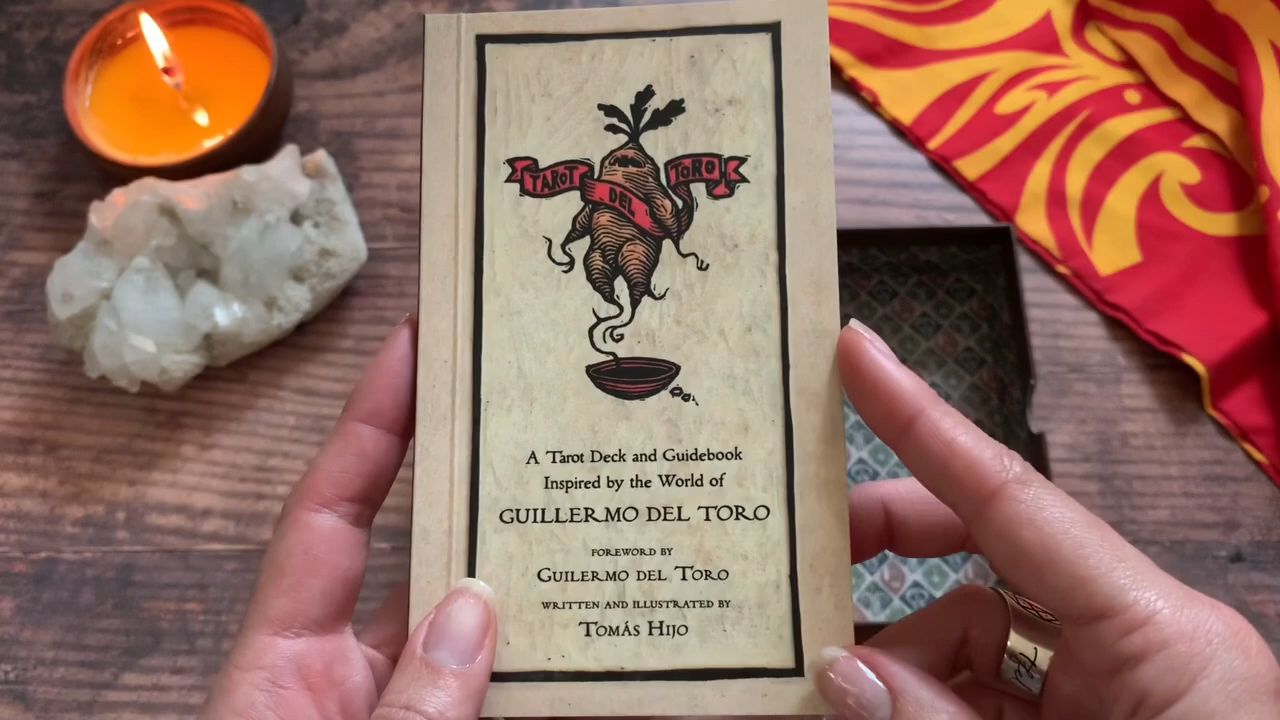 TAROT DEL TORO
A Tarot Deck and Guidebook
Inspired by the World of
GUILLERMO DEL TORO
FOREWORD BY
GUILERMO DEL TORO
WRITTEN AND ILLUSTRATED BY
TOMÁS HIJO